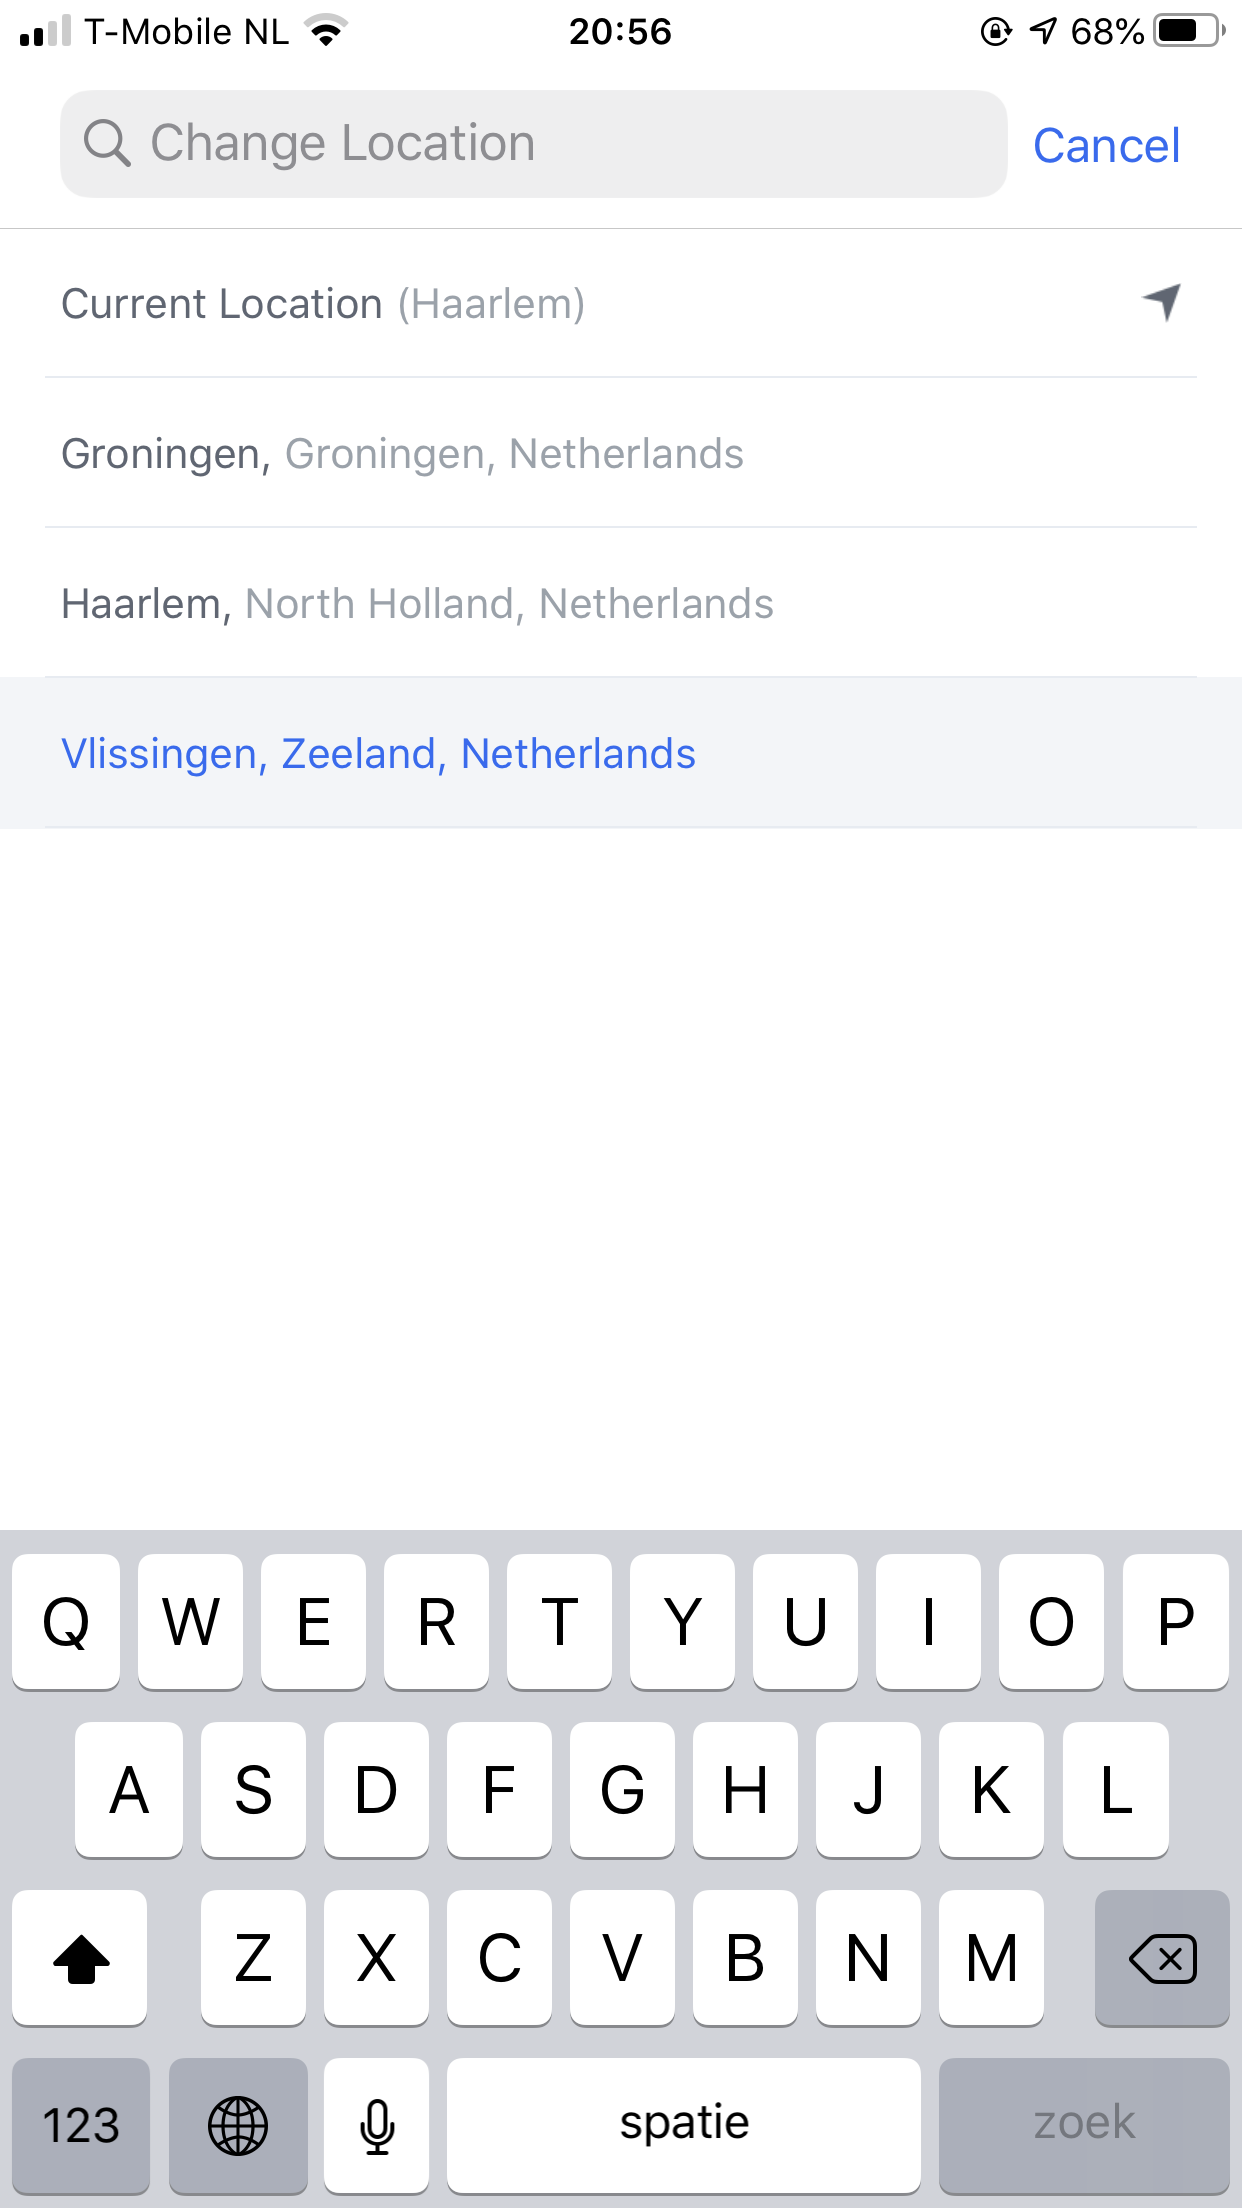 T-Mobile NL 20:56 68%
Change Location Cancel
Current Location (Haarlem)
Groningen, Groningen, Netherlands
Haarlem, North Holland, Netherlands
Vlissingen, Zeeland, Netherlands
Q W E R T Y U I O P
A S D F G H J K L
Z X C V B N M
123 spatie zoek